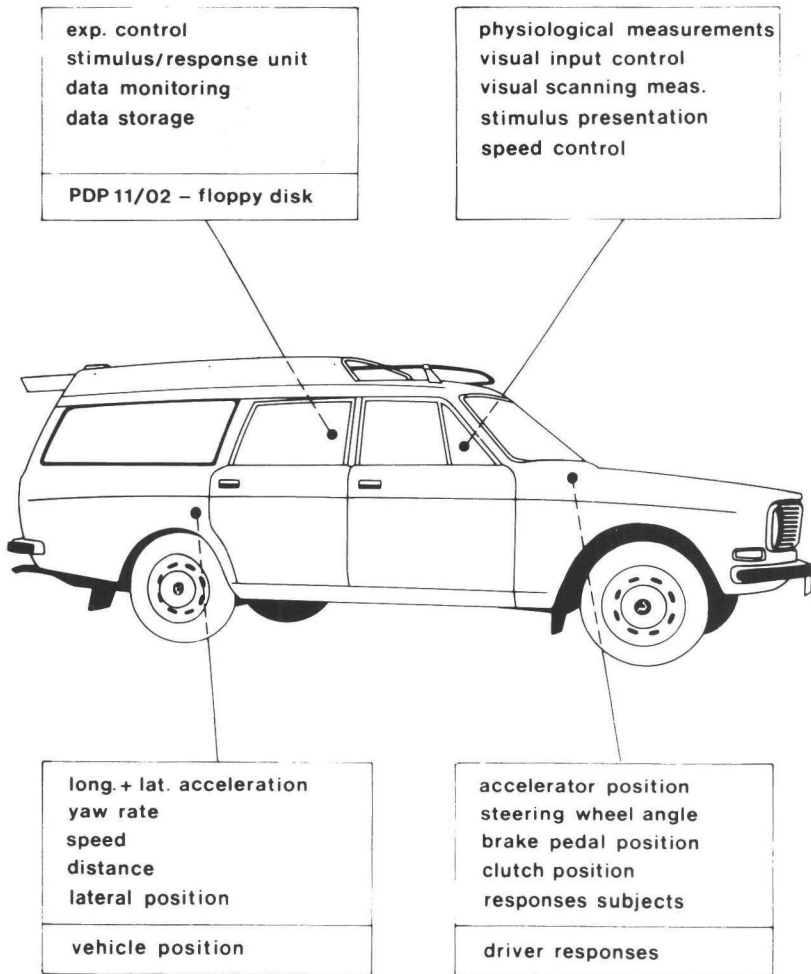 exp. control
stimulus/response unit
data monitoring
data storage
PDP 11/02 – floppy disk
physiological measurements
visual input control
visual scanning meas.
stimulus presentation
speed control
long. + lat. acceleration
yaw rate
speed
distance
lateral position
vehicle position
accelerator position
steering wheel angle
brake pedal position
clutch position
responses subjects
driver responses